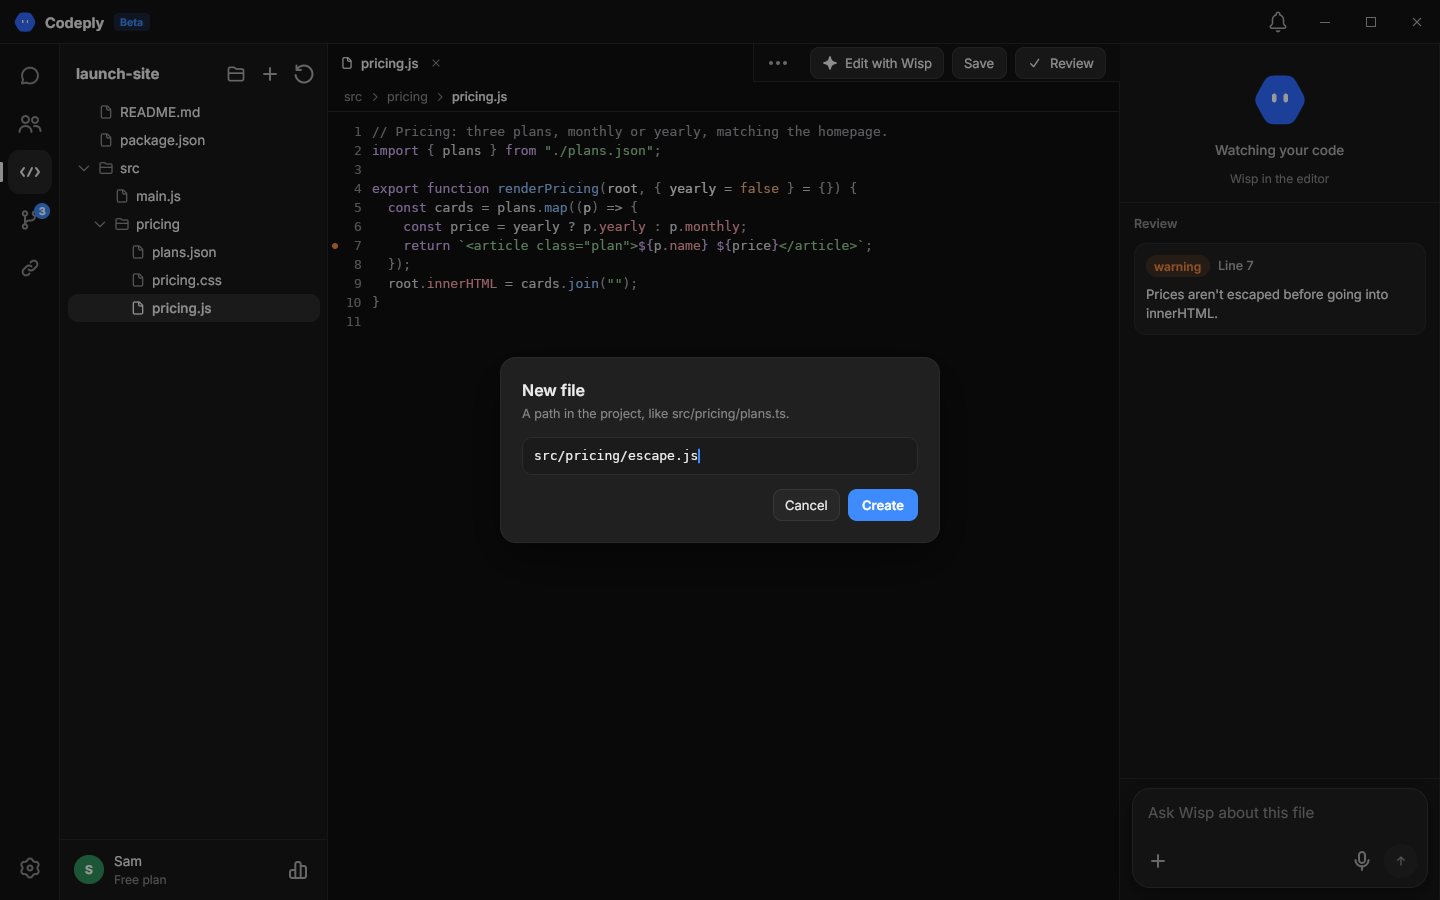 Codeply
Beta
launch-site
README.md
package.json
src
main.js
pricing
plans.json
pricing.css
pricing.js
3
S
Sam
Free plan
pricing.js
Edit with Wisp
Save
Review
src > pricing > pricing.js
1 // Pricing: three plans, monthly or yearly, matching the homepage.
2 import { plans } from "./plans.json";
3
4 export function renderPricing(root, { yearly = false } = {}) {
5   const cards = plans.map((p) => {
6     const price = yearly ? p.yearly : p.monthly;
7     return `<article class="plan">${p.name} ${price}</article>`;
8   });
9   root.innerHTML = cards.join("");
10 }
11
New file
A path in the project, like src/pricing/plans.ts.
src/pricing/escape.js
Cancel
Create
Watching your code
Wisp in the editor
Review
warning Line 7
Prices aren't escaped before going into
innerHTML.
Ask Wisp about this file